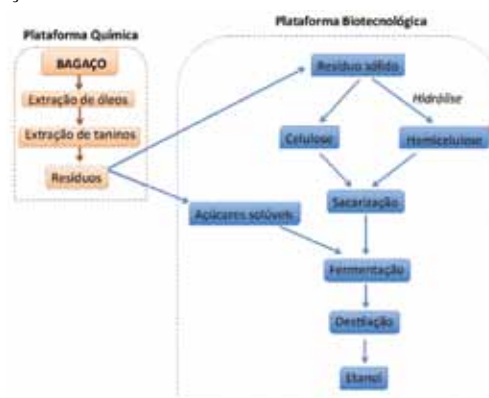 Plataforma Química
Plataforma Biotecnológica
BAGAÇO
Extração de óleos
Extração de taninos
Resíduos
Resíduo sólido
Hidrólise
Celulose
Hemicelulose
Sacarização
Açúcares solúveis
Fermentação
Destilação
Etanol